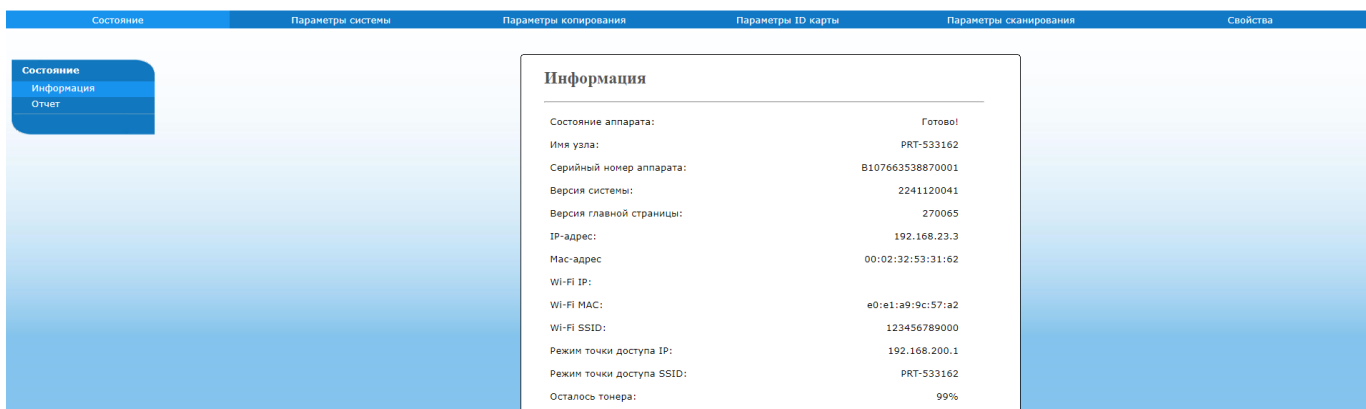 Состояние Параметры системы Параметры копирования Параметры ID карты Параметры сканирования Свойства
Состояние
Информация
Отчет
Информация
Состояние аппарата: Готово!
Имя узла: PRT-533162
Серийный номер аппарата: B107663538870001
Версия системы: 2241120041
Версия главной страницы: 270065
IP-адрес: 192.168.23.3
Mac-адрес 00:02:32:53:31:62
Wi-Fi IP:
Wi-Fi MAC: e0:e1:a9:9c:57:a2
Wi-Fi SSID: 123456789000
Режим точки доступа IP: 192.168.200.1
Режим точки доступа SSID: PRT-533162
Осталось тонера: 99%